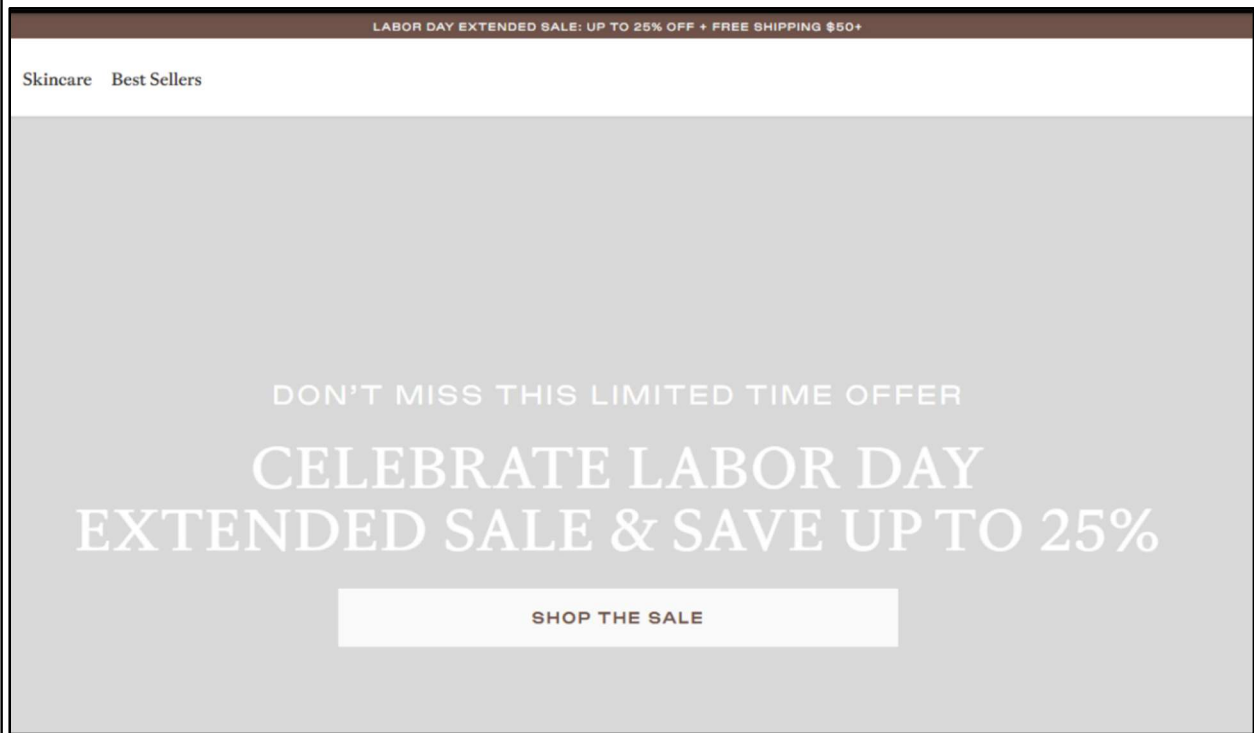 LABOR DAY EXTENDED SALE: UP TO 25% OFF + FREE SHIPPING $50+
Skincare Best Sellers
DON'T MISS THIS LIMITED TIME OFFER
CELEBRATE LABOR DAY
EXTENDED SALE & SAVE UP TO 25%
SHOP THE SALE